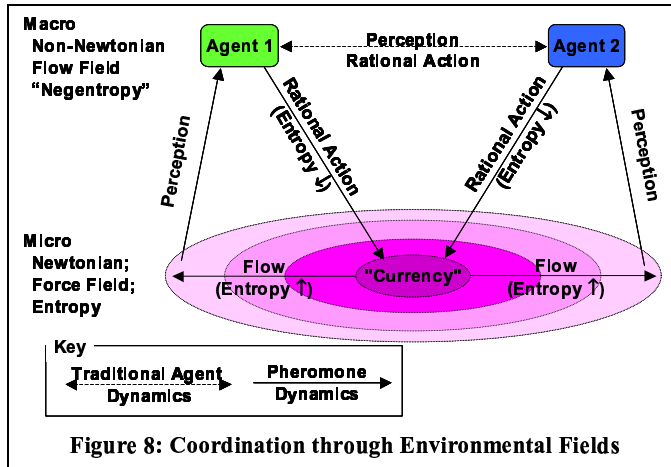 Macro
Non-Newtonian
Flow Field
“Negentropy”
Agent 1
Perception
Rational Action
Agent 2
Perception
Rational Action
(Entropy ↓)
Rational Action
(Entropy ↓)
Perception
Micro
Newtonian;
Force Field;
Entropy
Flow
(Entropy ↑)
"Currency"
Flow
(Entropy ↑)
Key
Traditional Agent
Dynamics
Pheromone
Dynamics
Figure 8: Coordination through Environmental Fields